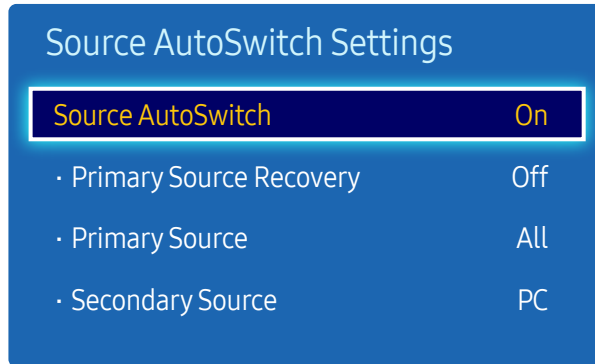 Source AutoSwitch Settings
Source AutoSwitch On
· Primary Source Recovery Off
· Primary Source All
· Secondary Source PC